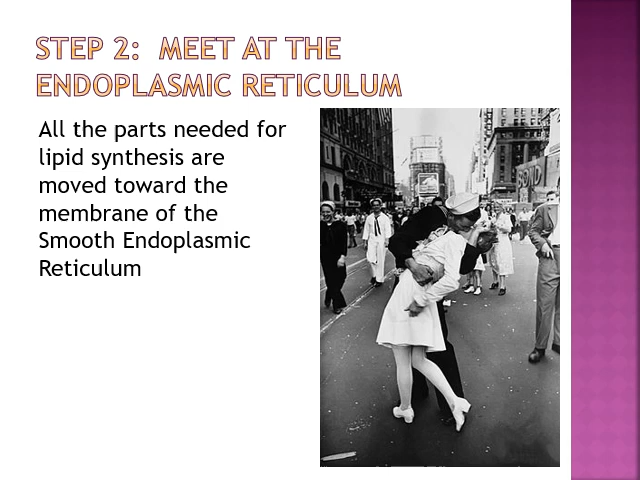 STEP 2:  MEET AT THE
ENDOPLASMIC RETICULUM
All the parts needed for
lipid synthesis are
moved toward the
membrane of the
Smooth Endoplasmic
Reticulum
BOND